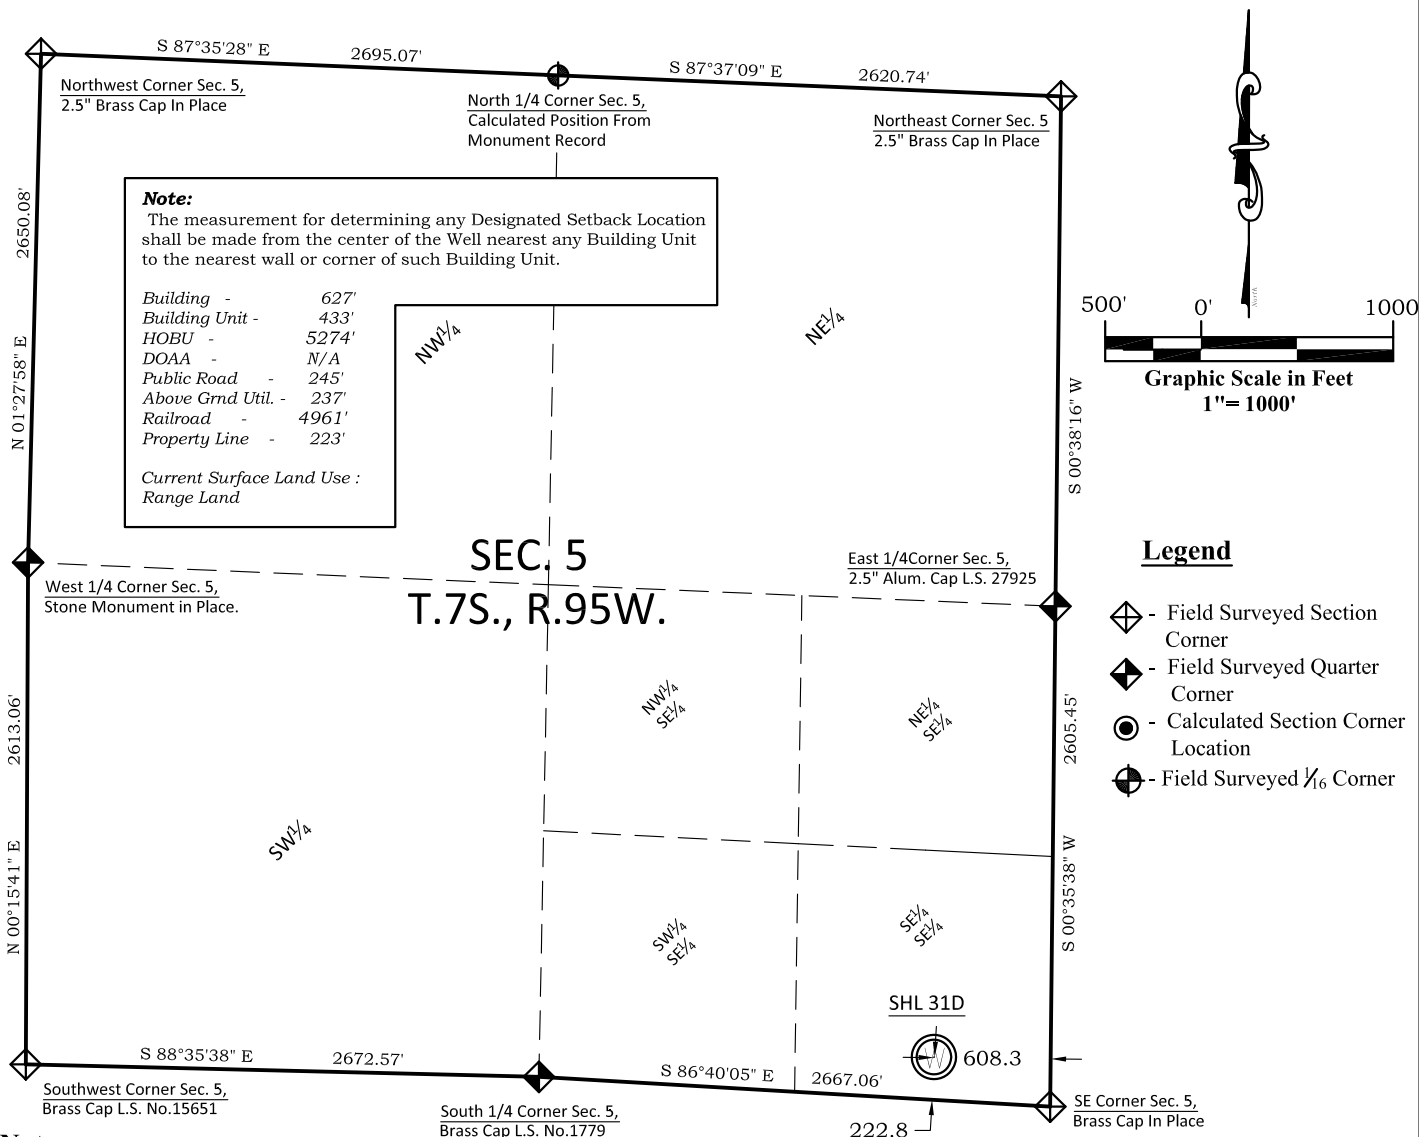 S 87°35'28" E 2695.07'
S 87°37'09" E 2620.74'
Northwest Corner Sec. 5,
2.5" Brass Cap In Place
North 1/4 Corner Sec. 5,
Calculated Position From
Monument Record
Northeast Corner Sec. 5
2.5" Brass Cap In Place
2650.08'
N 01°27'58" E
Note:
The measurement for determining any Designated Setback Location
shall be made from the center of the Well nearest any Building Unit
to the nearest wall or corner of such Building Unit.
Building - 627'
Building Unit - 433'
HOBU - 5274'
DOAA - N/A
Public Road - 245'
Above Grnd Util. - 237'
Railroad - 4961'
Property Line - 223'
Current Surface Land Use :
Range Land
NW¼
NE¼
North
500' 0' 1000
Graphic Scale in Feet
1"= 1000'
S 00°38'16" W
SEC. 5
T.7S., R.95W.
West 1/4 Corner Sec. 5,
Stone Monument in Place.
East 1/4Corner Sec. 5,
2.5" Alum. Cap L.S. 27925
Legend
- Field Surveyed Section
Corner
- Field Surveyed Quarter
Corner
- Calculated Section Corner
Location
- Field Surveyed 1/16 Corner
2613.06'
N 00°15'41" E
NW¼
SE¼
NE¼
SE¼
2605.45'
S 00°35'38" W
SW¼
SW¼
SE¼
SE¼
SE¼
SHL 31D
W
608.3
S 88°35'38" E 2672.57'
S 86°40'05" E 2667.06'
222.8
Southwest Corner Sec. 5,
Brass Cap L.S. No.15651
South 1/4 Corner Sec. 5,
Brass Cap L.S. No.1779
SE Corner Sec. 5,
Brass Cap In Place